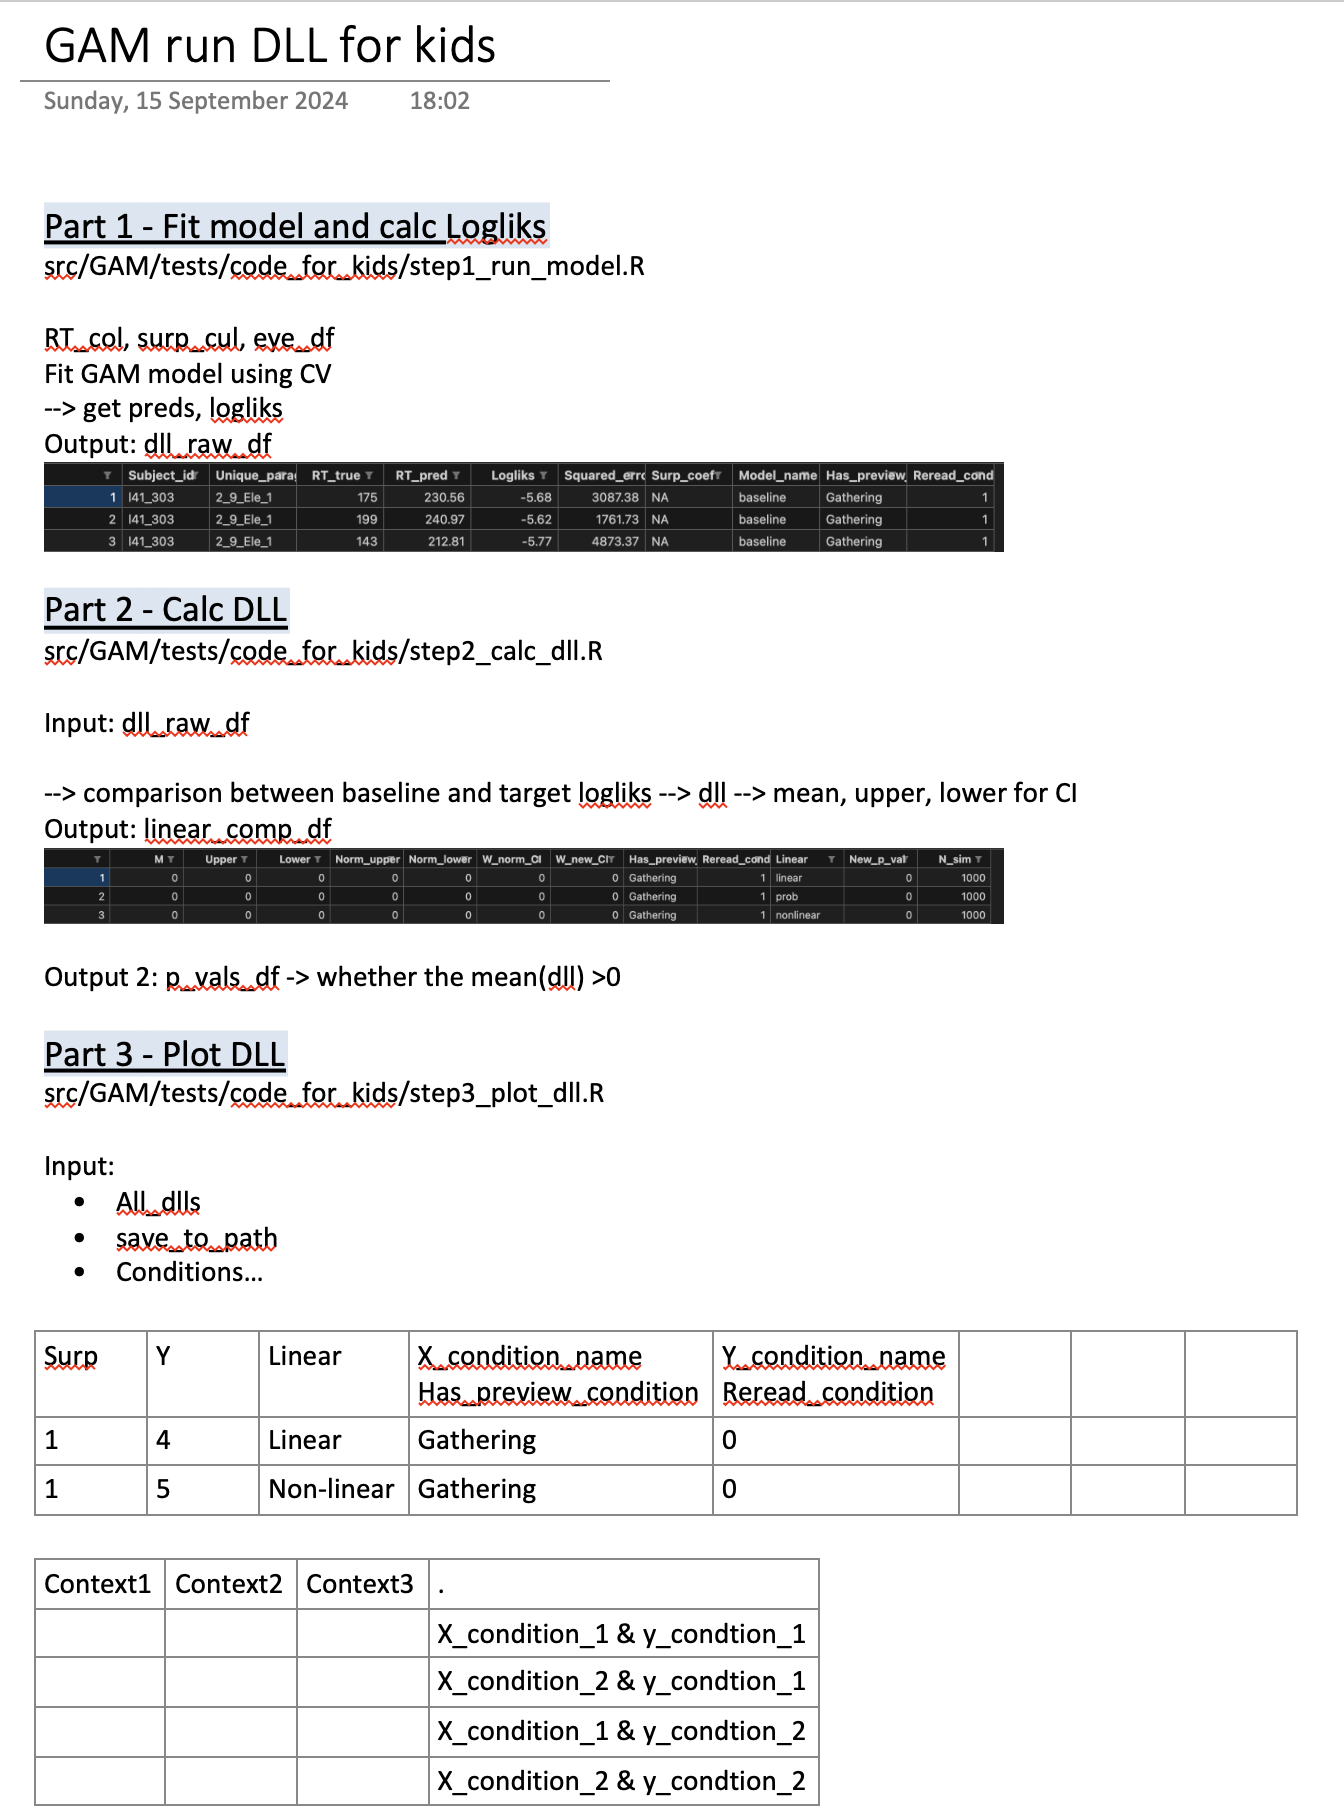 GAM run DLL for kids
Sunday, 15 September 2024 18:02
Part 1 - Fit model and calc Logliks
src/GAM/tests/code_for_kids/step1_run_model.R
RT_col, surp_cul, eye_df
Fit GAM model using CV
--> get preds, logliks
Output: dll_raw_df
Subject_id Unique_para RT_true RT_pred Logliks Squared_erro Surp_coef Model_name Has_preview Reread_cond
1 l41_303 2_9_Ele_1 175 230.56 -5.68 3087.38 NA baseline Gathering 1
2 l41_303 2_9_Ele_1 199 240.97 -5.62 1761.73 NA baseline Gathering 1
3 l41_303 2_9_Ele_1 143 212.81 -5.77 4873.37 NA baseline Gathering 1
Part 2 - Calc DLL
src/GAM/tests/code_for_kids/step2_calc_dll.R
Input: dll_raw_df
--> comparison between baseline and target logliks --> dll --> mean, upper, lower for CI
Output: linear_comp_df
M Upper Lower Norm_upper Norm_lower W_norm_CI W_new_CI Has_preview Reread_cond Linear New_p_val N_sim
1 0 0 0 0 0 0 0 Gathering 1 linear 0 1000
2 0 0 0 0 0 0 0 Gathering 1 prob 0 1000
3 0 0 0 0 0 0 0 Gathering 1 nonlinear 0 1000
Output 2: p_vals_df -> whether the mean(dll) >0
Part 3 - Plot DLL
src/GAM/tests/code_for_kids/step3_plot_dll.R
Input:
• All_dlls
• save_to_path
• Conditions...
Surp Y Linear X_condition_name Y_condition_name
Has_preview_condition Reread_condition
1 4 Linear Gathering 0
1 5 Non-linear Gathering 0
Context1 Context2 Context3 .
X_condition_1 & y_condtion_1
X_condition_2 & y_condtion_1
X_condition_1 & y_condtion_2
X_condition_2 & y_condtion_2